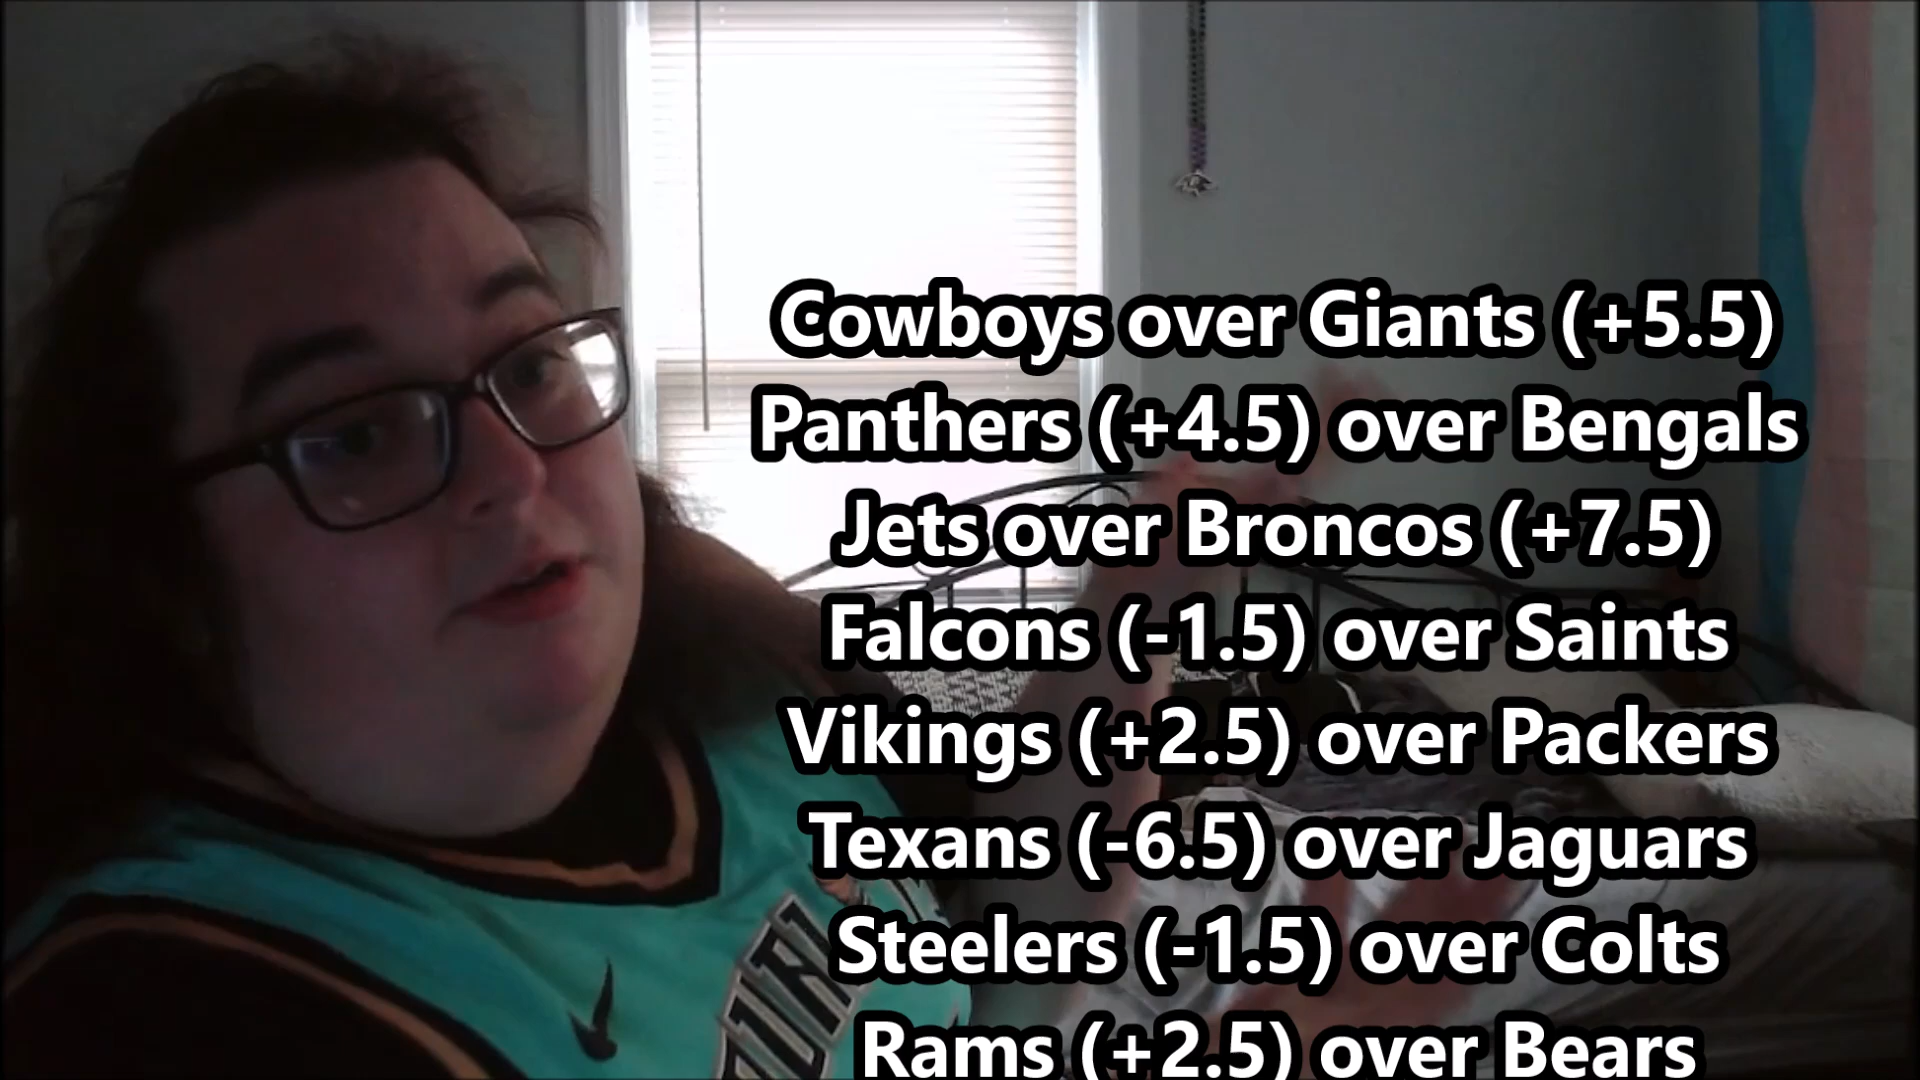 Cowboys over Giants (+5.5)
Panthers (+4.5) over Bengals
Jets over Broncos (+7.5)
Falcons (-1.5) over Saints
Vikings (+2.5) over Packers
Texans (-6.5) over Jaguars
Steelers (-1.5) over Colts
Rams (+2.5) over Bears